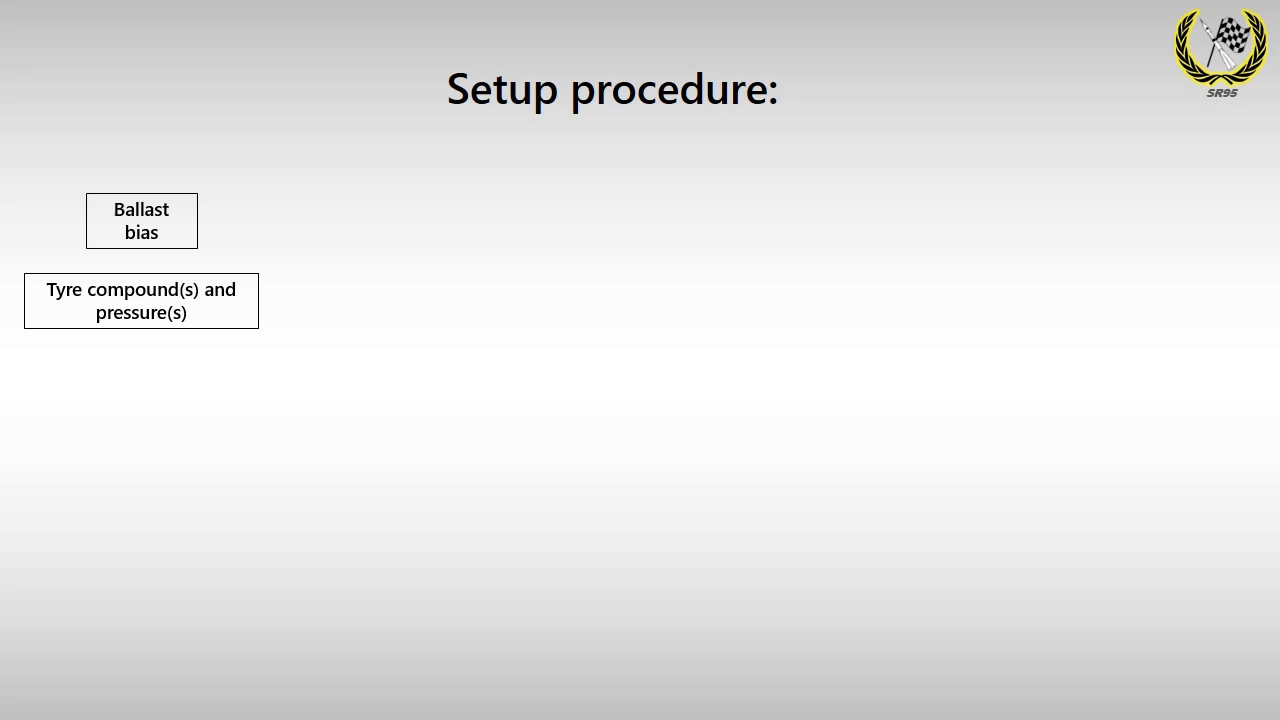 SR95
Setup procedure:
Ballast
bias
Tyre compound(s) and
pressure(s)